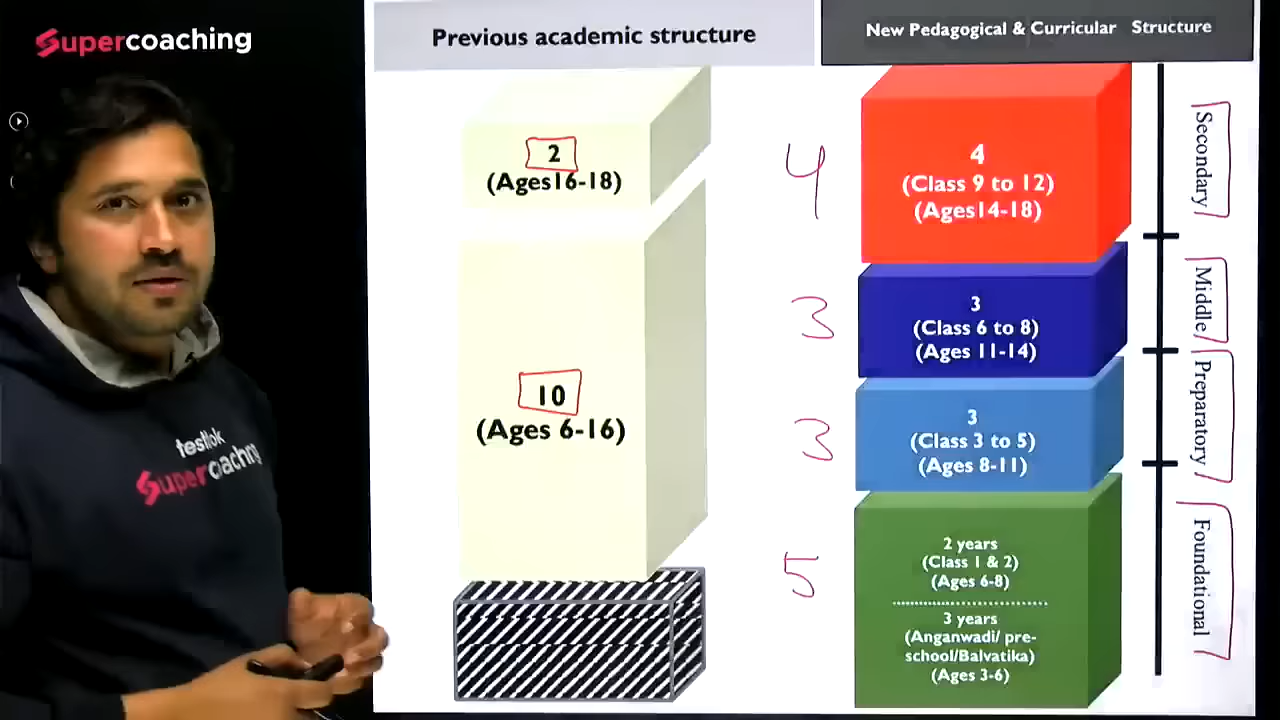 Supercoaching
Previous academic structure
New Pedagogical & Curricular Structure
2
(Ages16-18)
10
(Ages 6-16)
4
3
3
5
4
(Class 9 to 12)
(Ages14-18)
3
(Class 6 to 8)
(Ages 11-14)
3
(Class 3 to 5)
(Ages 8-11)
2 years
(Class 1 & 2)
(Ages 6-8)
3 years
(Anganwadi/ pre-
school/Balvatika)
(Ages 3-6)
Secondary
Middle
Preparatory
Foundational
testbook
Supercoaching